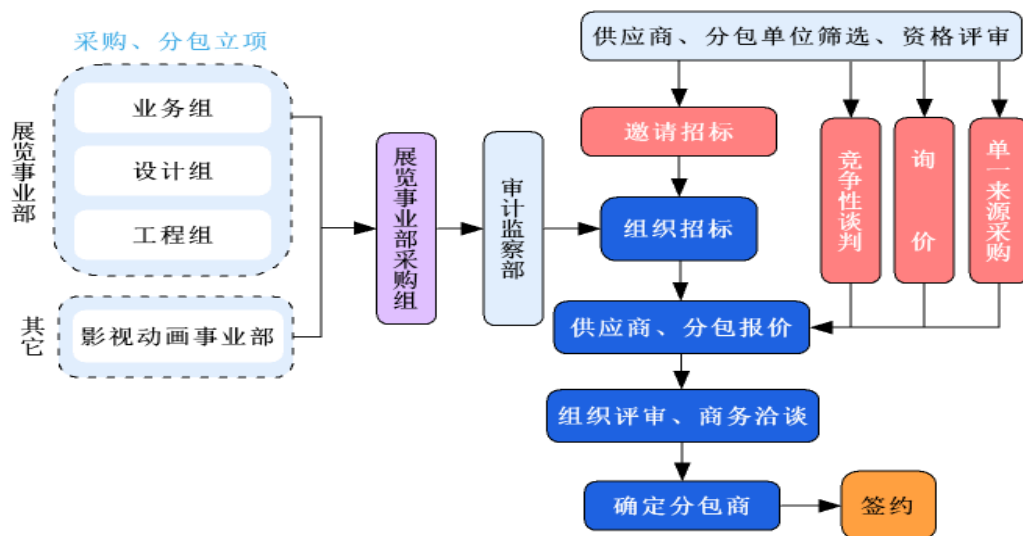 采购、分包立项
展览事业部
业务组
设计组
工程组
其它
影视动画事业部
展览事业部采购组
审计监察部
供应商、分包单位筛选、资格评审
邀请招标
竞争性谈判
询价
单一来源采购
组织招标
供应商、分包报价
组织评审、商务洽谈
确定分包商
签约